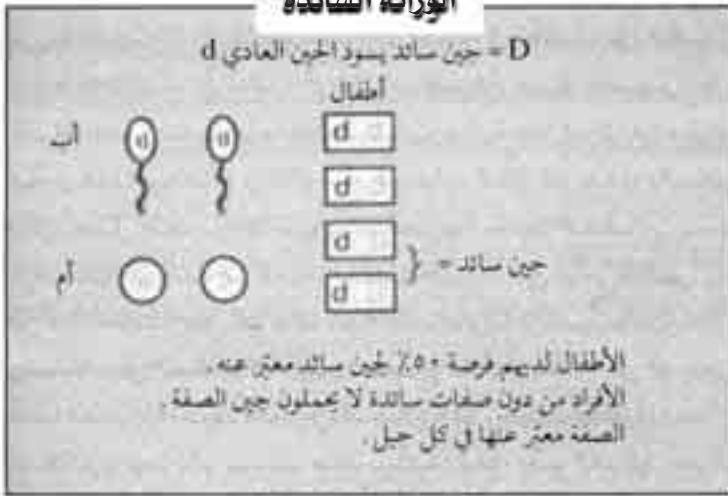 الوراثة السائدة
D = جين سائد يسود الجين العادي d
أطفال
أب d d
d
d
d
d
أم
جين سائد =
الأطفال لديهم فرصة ٥٠٪ لجين سائد معبّر عنه.
الأفراد من دون صفات سائدة لا يحملون جين الصفة.
الصفة معبّر عنها في كل جيل.